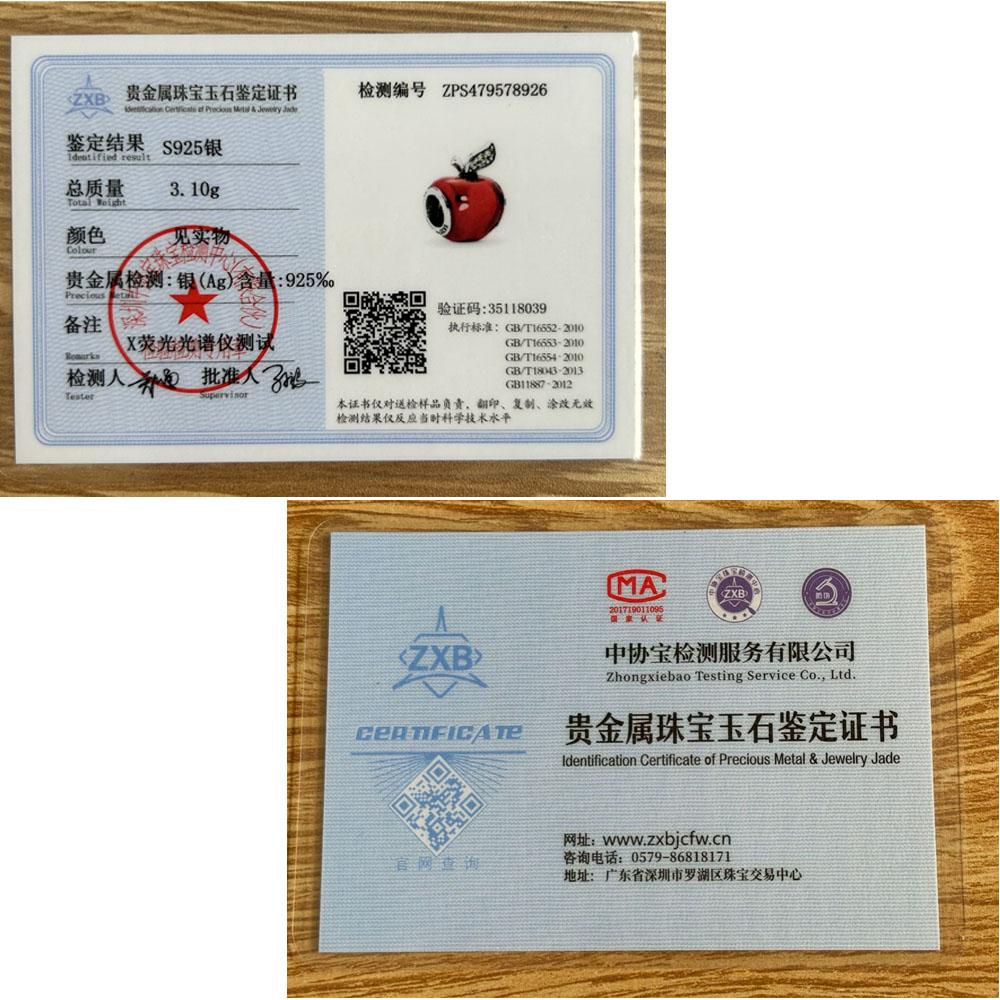 ZXB
贵金属珠宝玉石鉴定证书
Identification Certificate of Precious Metal & Jewelry Jade
鉴定结果 S925银
Identified result
总质量 3.10g
Total Weight
颜色 见实物
Colour
贵金属检测:银(Ag)含量:925‰
Precious Metal
备注
X荧光光谱仪测试
Remarks
检测人 批准人
Tester Supervisor
检测编号 ZPS479578926
验证码:35118039
执行标准: GB/T16552-2010
GB/T16553-2010
GB/T16554-2010
GB/T18043-2013
GB11887-2012
本证书仅对送检样品负责，翻印、复制、涂改无效
检测结果仅反应当时科学技术水平
ZXB
CERTIFICATE
官网查询
MA
201719011095
国家认证
ZXB
中协宝检测服务有限公司
Zhongxiebao Testing Service Co., Ltd.
贵金属珠宝玉石鉴定证书
Identification Certificate of Precious Metal & Jewelry Jade
网址: www.zxbjcfw.cn
咨询电话: 0579-86818171
地址: 广东省深圳市罗湖区珠宝交易中心